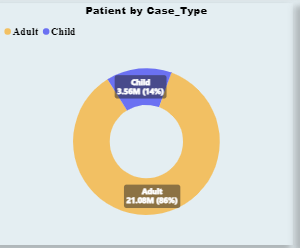 Patient by Case_Type
Adult Child
Child
3.56M (14%)
Adult
21.08M (86%)